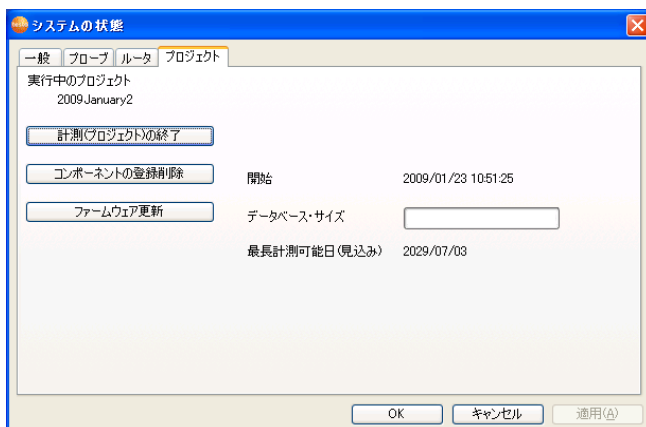 システムの状態
一般 プローブ ルータ プロジェクト
実行中のプロジェクト
2009January2
計測(プロジェクト)の終了
コンポーネントの登録削除
開始 2009/01/23 10:51:25
ファームウェア更新
データベース・サイズ
最長計測可能日(見込み) 2029/07/03
OK キャンセル 適用(A)